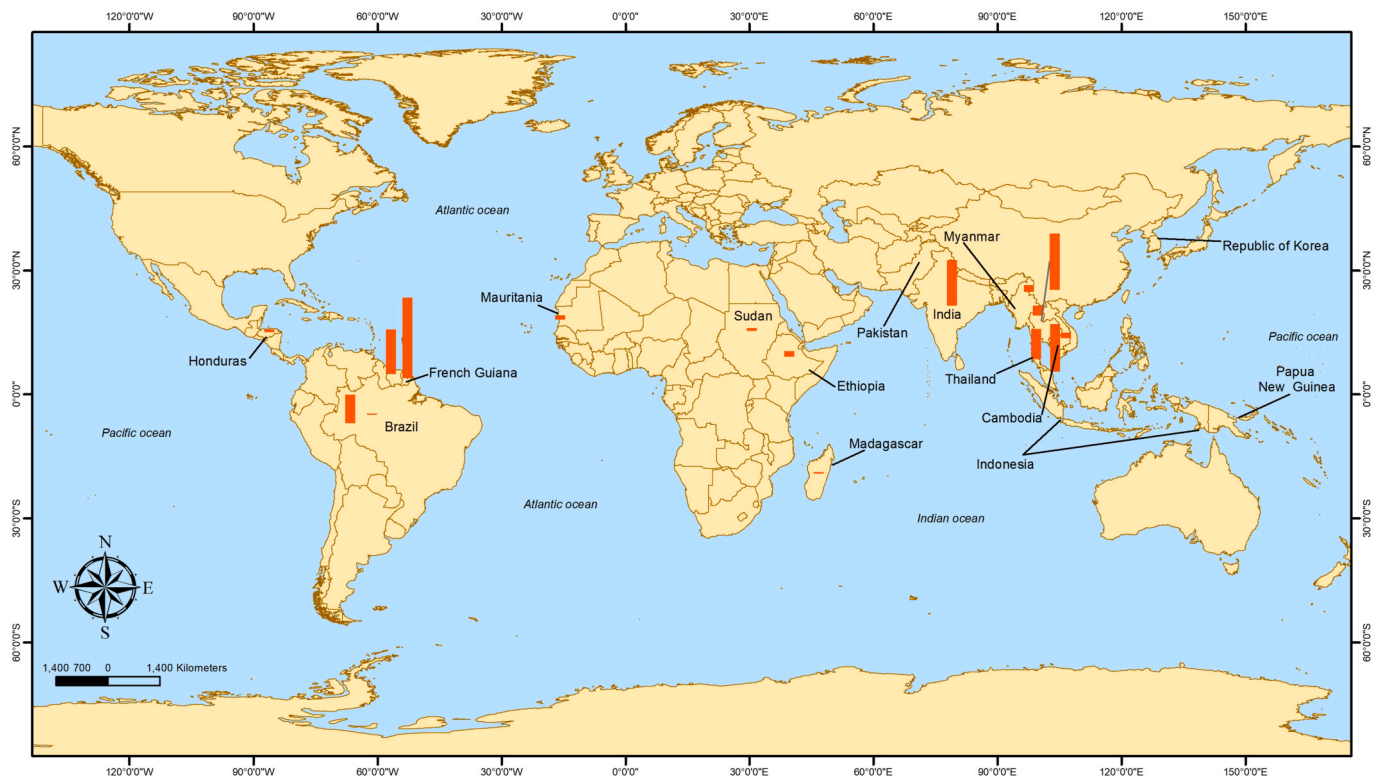 120°0'0"W 90°0'0"W 60°0'0"W 30°0'0"W 0°0'0" 30°0'0"E 60°0'0"E 90°0'0"E 120°0'0"E 150°0'0"E
60°0'0"N 60°0'0"N
Atlantic ocean
Myanmar
Republic of Korea
30°0'0"N 30°0'0"N
Mauritania
Sudan
India
Pakistan
Pacific ocean
Honduras
French Guiana
Thailand
Ethiopia
Papua
New Guinea
0°0'0" 0°0'0"
Cambodia
Brazil
Pacific ocean
Madagascar
Indonesia
Atlantic ocean
Indian ocean
30°0'0"S 30°0'0"S
N
W E
S
60°0'0"S 60°0'0"S
1,400 700 0 1,400 Kilometers
120°0'0"W 90°0'0"W 60°0'0"W 30°0'0"W 0°0'0" 30°0'0"E 60°0'0"E 90°0'0"E 120°0'0"E 150°0'0"E